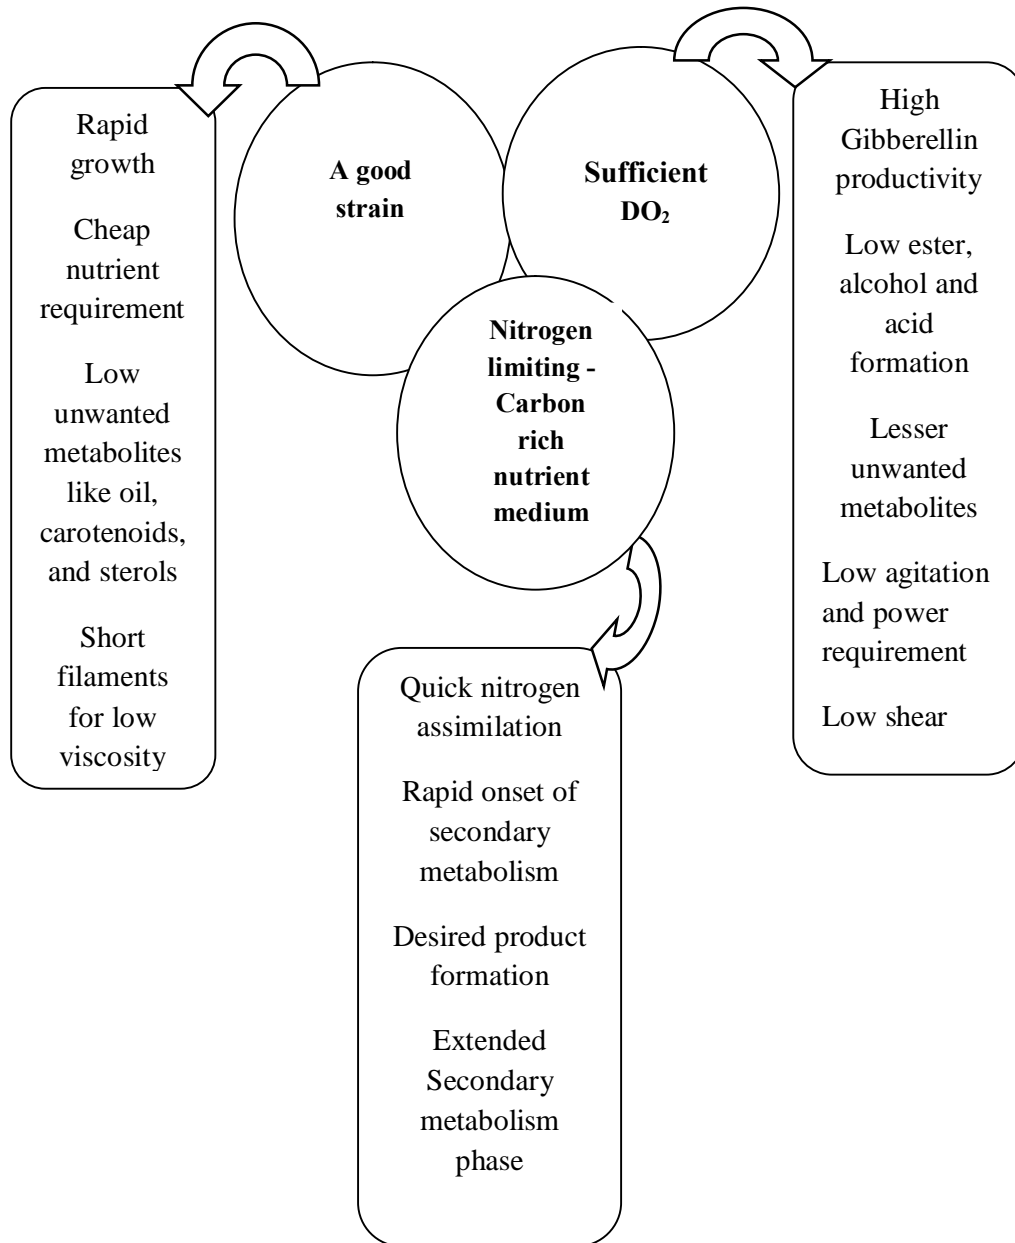 A good
strain
Sufficient
DO₂
Nitrogen
limiting -
Carbon
rich
nutrient
medium
Rapid
growth
Cheap
nutrient
requirement
Low
unwanted
metabolites
like oil,
carotenoids,
and sterols
Short
filaments
for low
viscosity
High
Gibberellin
productivity
Low ester,
alcohol and
acid
formation
Lesser
unwanted
metabolites
Low agitation
and power
requirement
Low shear
Quick nitrogen
assimilation
Rapid onset of
secondary
metabolism
Desired product
formation
Extended
Secondary
metabolism
phase